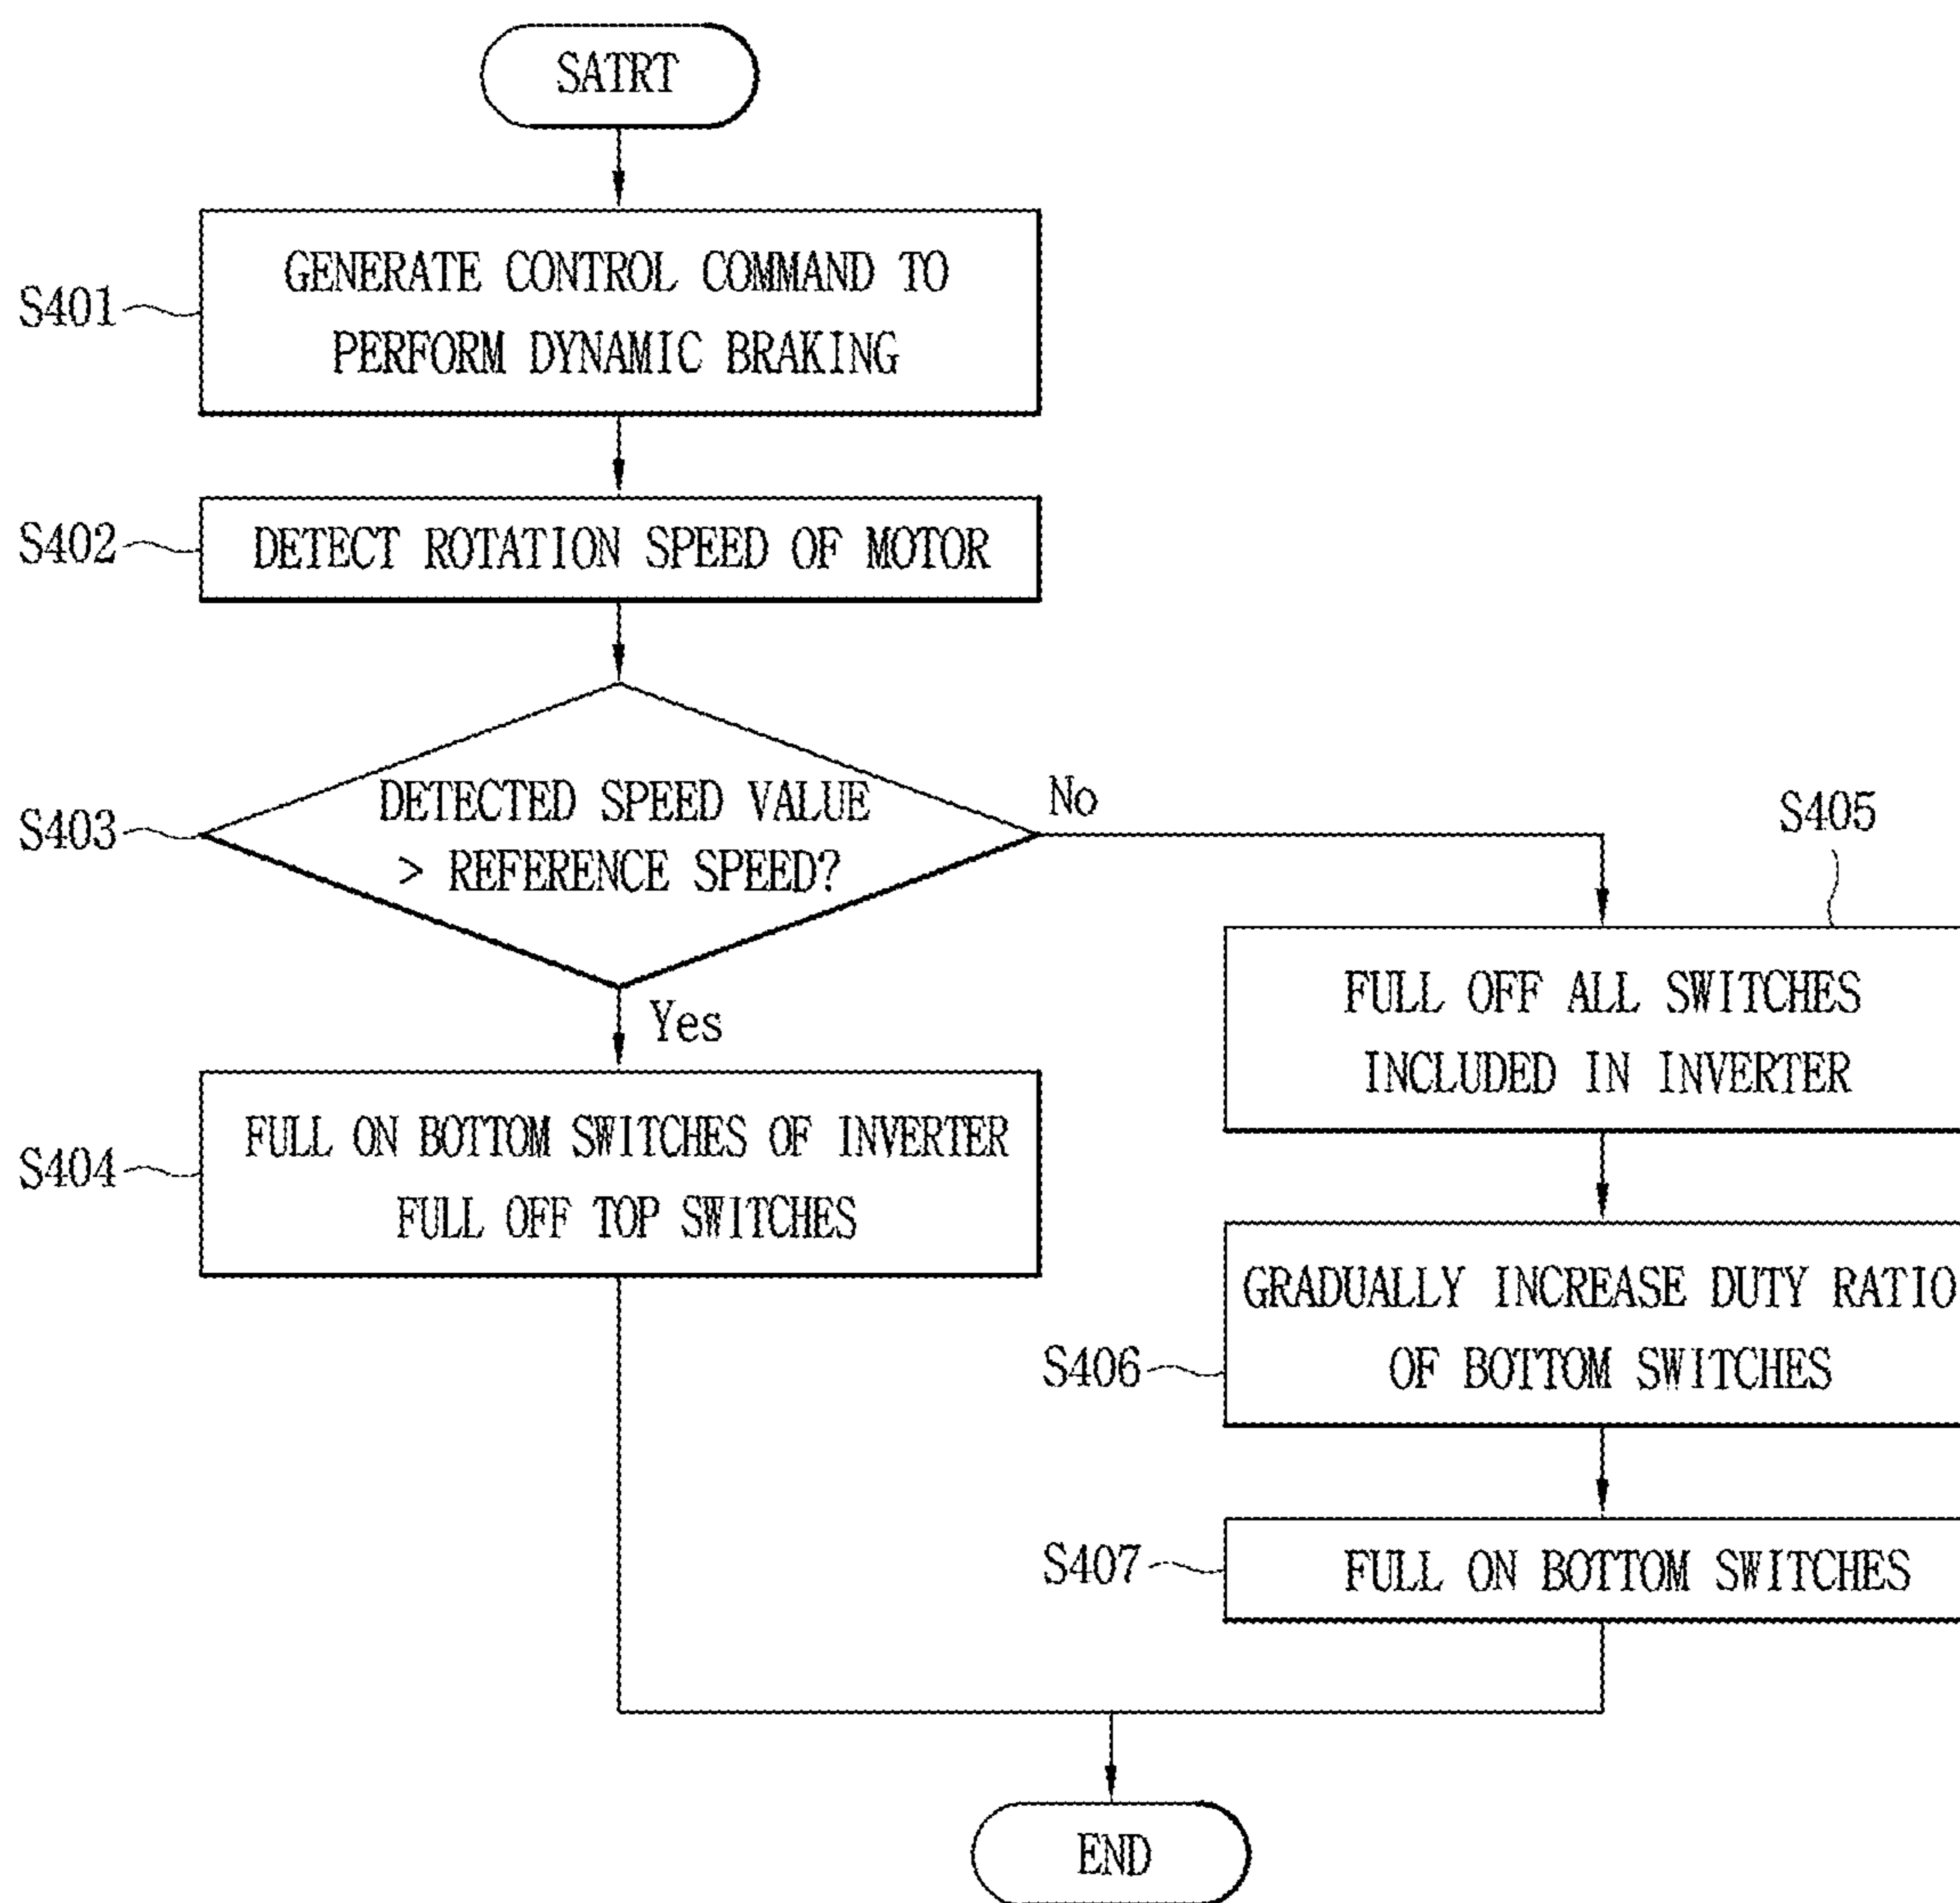 SATRT
S401
GENERATE CONTROL COMMAND TO
PERFORM DYNAMIC BRAKING
S402
DETECT ROTATION SPEED OF MOTOR
S403
DETECTED SPEED VALUE
> REFERENCE SPEED?
No
Yes
S404
FULL ON BOTTOM SWITCHES OF INVERTER
FULL OFF TOP SWITCHES
S405
FULL OFF ALL SWITCHES
INCLUDED IN INVERTER
S406
GRADUALLY INCREASE DUTY RATIO
OF BOTTOM SWITCHES
S407
FULL ON BOTTOM SWITCHES
END